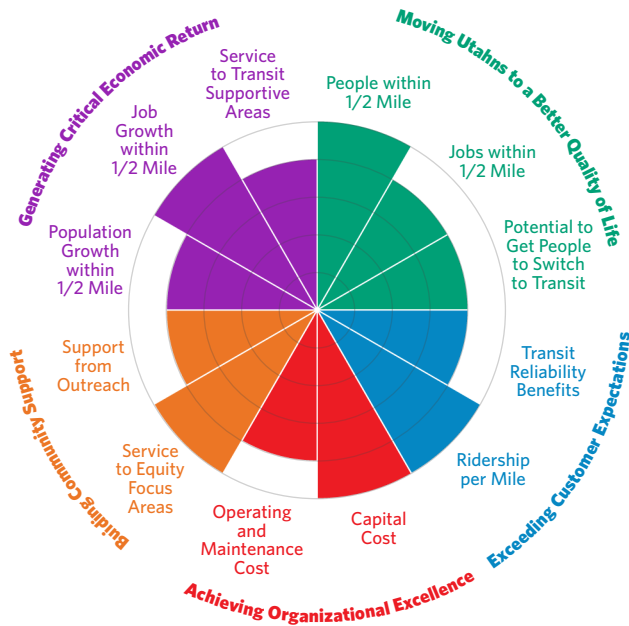 Moving Utahns to a Better Quality of Life
People within
1/2 Mile
Jobs within
1/2 Mile
Potential to
Get People
to Switch
to Transit
Exceeding Customer Expectations
Transit
Reliability
Benefits
Ridership
per Mile
Achieving Organizational Excellence
Capital
Cost
Operating
and
Maintenance
Cost
Building Community Support
Service
to Equity
Focus
Areas
Support
from
Outreach
Generating Critical Economic Return
Population
Growth
within
1/2 Mile
Job
Growth
within
1/2 Mile
Service
to Transit
Supportive
Areas